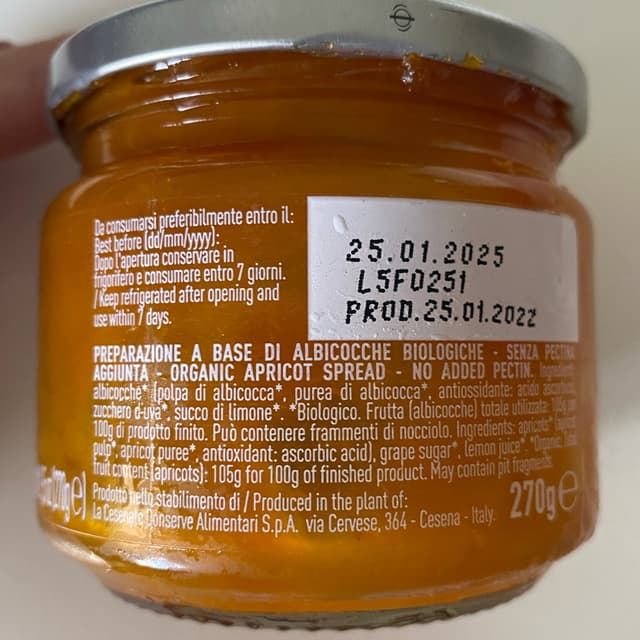 Da consumarsi preferibilmente entro il:
Best before (dd/mm/yyyy):
Dopo l'apertura conservare in
frigorifero e consumare entro 7 giorni.
/ Keep refrigerated after opening and
use within 7 days.
25.01.2025
L5F0251
PROD.25.01.2022
PREPARAZIONE A BASE DI ALBICOCCHE BIOLOGICHE - SENZA PECTINA
AGGIUNTA - ORGANIC APRICOT SPREAD - NO ADDED PECTIN.
albicocche* (polpa di albicocca*, purea di albicocca*, antiossidante: acido ascorbico),
zucchero d'uva*, succo di limone*. *Biologico. Frutta (albicocche) totale utilizzata: 105g per
100g di prodotto finito. Può contenere frammenti di nocciolo. Ingredients: apricots* (apricot
pulp*, apricot puree*, antioxidant: ascorbic acid), grape sugar*, lemon juice*. *Organic. Total
fruit content (apricots): 105g for 100g of finished product. May contain pit fragments.
Prodotto nello stabilimento di / Produced in the plant of:
La Cesenate Conserve Alimentari S.p.A. via Cervese, 364 - Cesena - Italy.
270g e